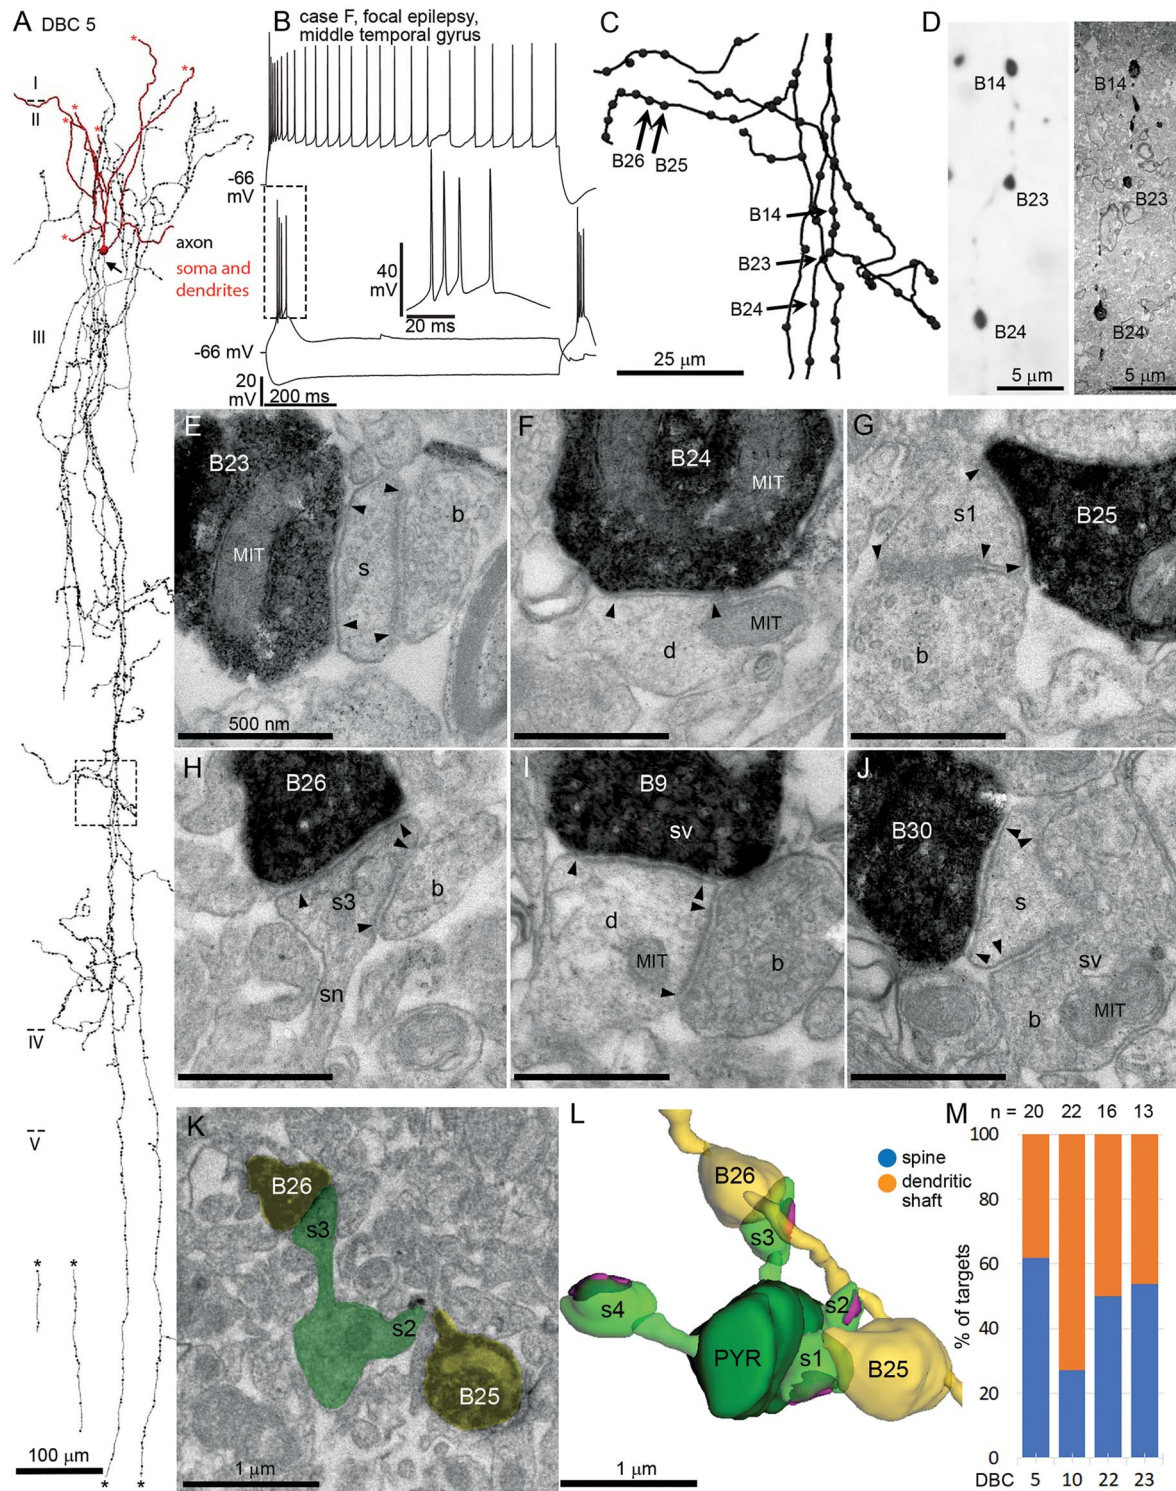 A DBC 5
I
II
III
IV
V
axon
soma and
dendrites
100 μm
B case F, focal epilepsy,
middle temporal gyrus
-66
mV
40
mV
20 ms
-66 mV
20
mV
200 ms
C
B26
B25
B14
B23
B24
25 μm
D
B14
B23
B24
5 μm
B14
B23
B24
5 μm
E
B23
MIT
s
b
500 nm
F
B24
MIT
MIT
d
G
s1
B25
b
H
B26
s3
b
sn
I
B9
sv
d
MIT
b
J
B30
s
sv
b
MIT
K
B26
s3
s2
B25
1 μm
L
B26
s3
s4
s2
PYR
s1
B25
1 μm
spine
dendritic
shaft
M
n = 20 22 16 13
% of targets
100
80
60
40
20
0
DBC 5 10 22 23